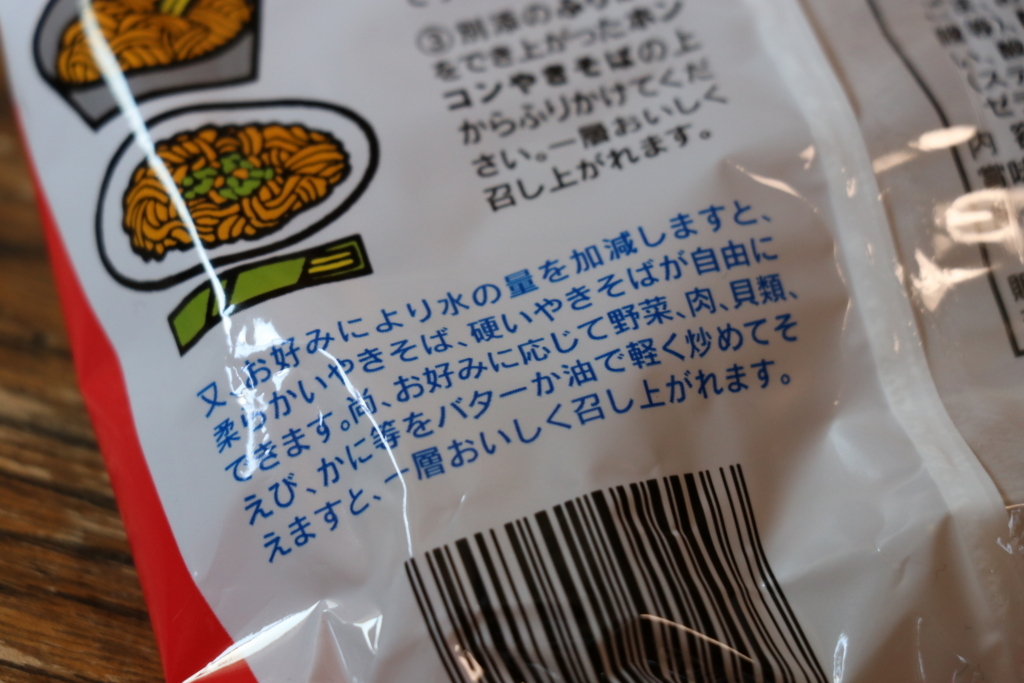 ③別添のふり
をでき上がったホン
コンやきそばの上
からふりかけてくだ
さい。一層おいしく
召し上がれます。
又、お好みにより水の量を加減しますと、
柔らかいやきそば、硬いやきそばが自由に
できます。尚、お好みに応じて野菜、肉、貝類、
えび、かに等をバターか油で軽く炒めてそ
えますと、一層おいしく召し上がれます。
内
賞味